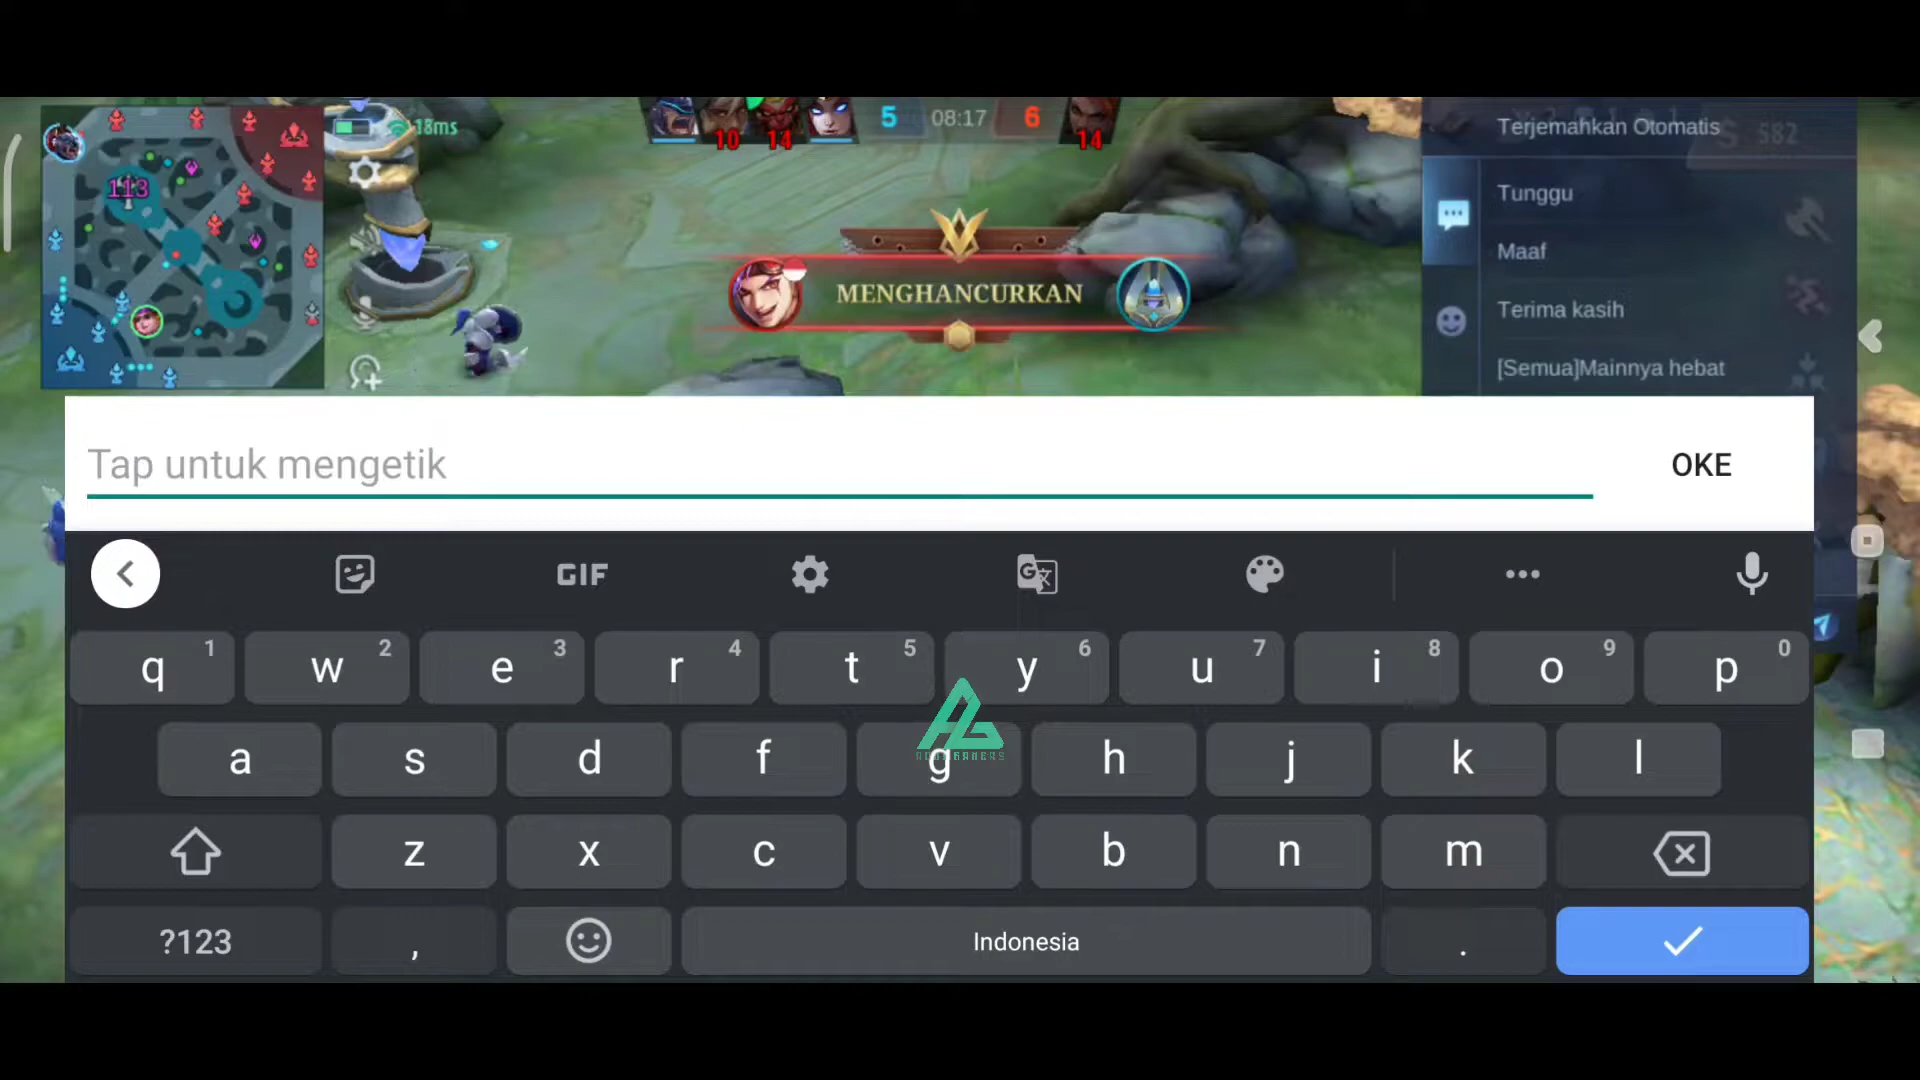 18ms
10
14
5
08:17
6
14
113
Terjemahkan Otomatis
582
Tunggu
Maaf
Terima kasih
[Semua]Mainnya hebat
MENGHANCURKAN
Tap untuk mengetik
OKE
GIF
q 1 w 2 e 3 r 4 t 5 y 6 u 7 i 8 o 9 p 0
a s d f g h j k l
z x c v b n m
?123 , Indonesia .